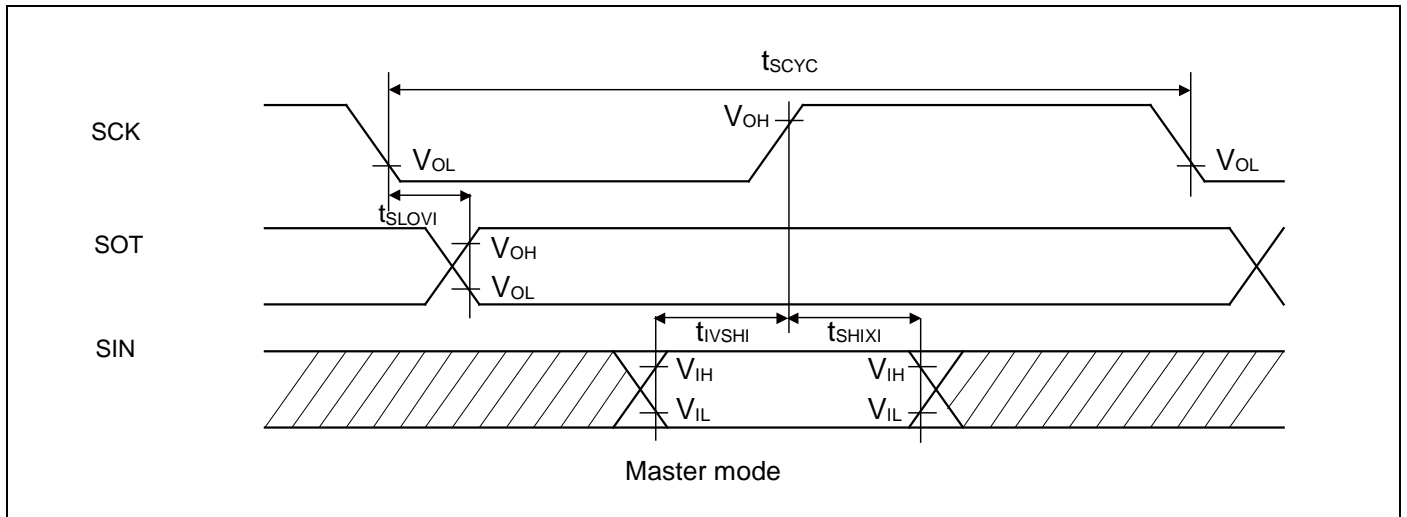 tSCYC
SCK
VOH
VOL
VOL
tSLOVI
SOT
VOH
VOL
tIVSHI
tSHIXI
SIN
VIH
VIH
VIL
VIL
Master mode